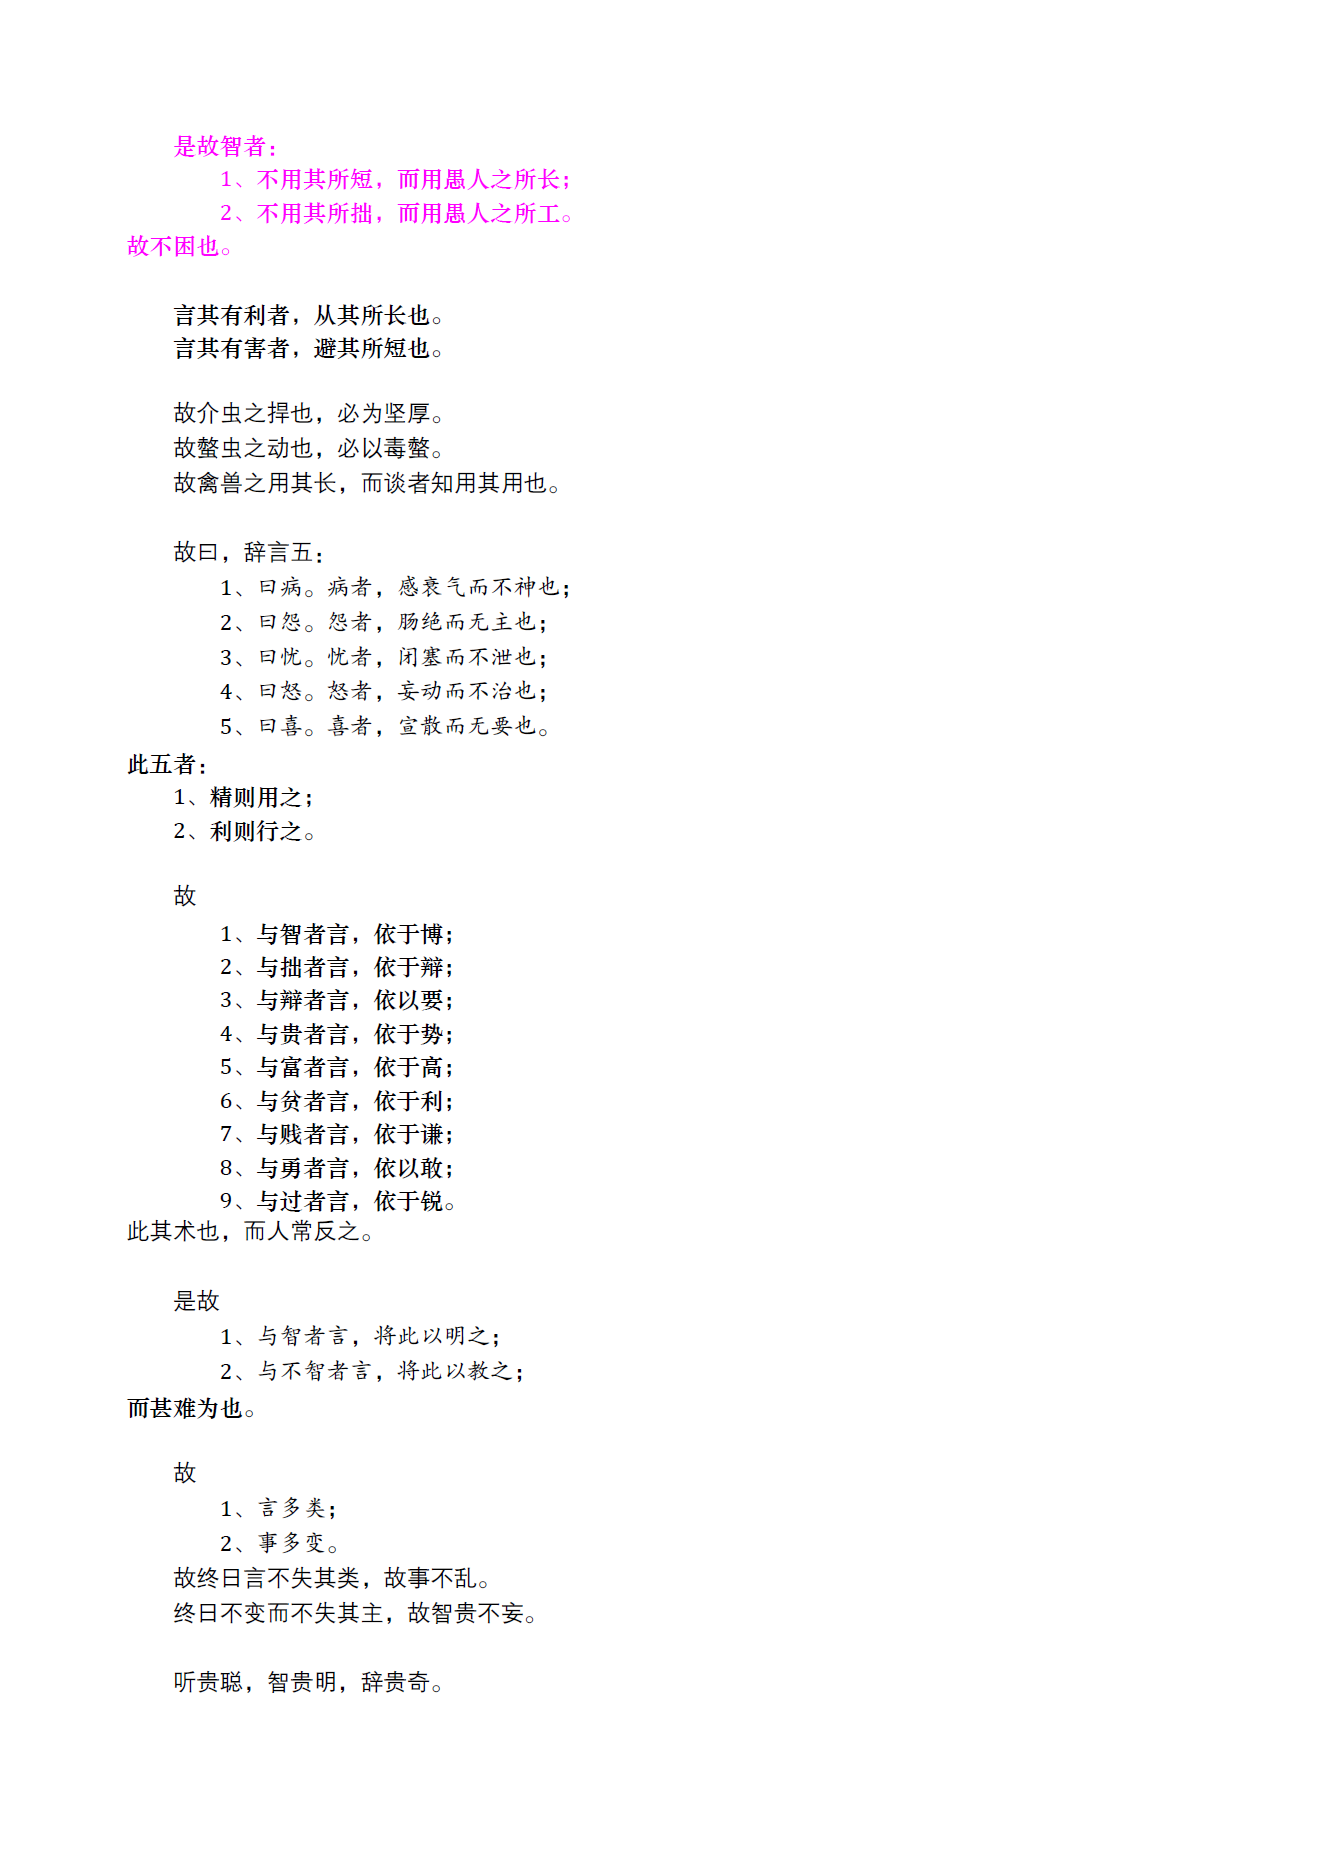 是故智者：
1、不用其所短，而用愚人之所长；
2、不用其所拙，而用愚人之所工。
故不困也。
言其有利者，从其所长也。
言其有害者，避其所短也。
故介虫之捍也，必为坚厚。
故螫虫之动也，必以毒螫。
故禽兽之用其长，而谈者知用其用也。
故曰，辞言五：
1、曰病。病者，感衰气而不神也；
2、曰怨。怨者，肠绝而无主也；
3、曰忧。忧者，闭塞而不泄也；
4、曰怒。怒者，妄动而不治也；
5、曰喜。喜者，宣散而无要也。
此五者：
1、精则用之；
2、利则行之。
故
1、与智者言，依于博；
2、与拙者言，依于辩；
3、与辩者言，依以要；
4、与贵者言，依于势；
5、与富者言，依于高；
6、与贫者言，依于利；
7、与贱者言，依于谦；
8、与勇者言，依以敢；
9、与过者言，依于锐。
此其术也，而人常反之。
是故
1、与智者言，将此以明之；
2、与不智者言，将此以教之；
而甚难为也。
故
1、言多类；
2、事多变。
故终日言不失其类，故事不乱。
终日不变而不失其主，故智贵不妄。
听贵聪，智贵明，辞贵奇。